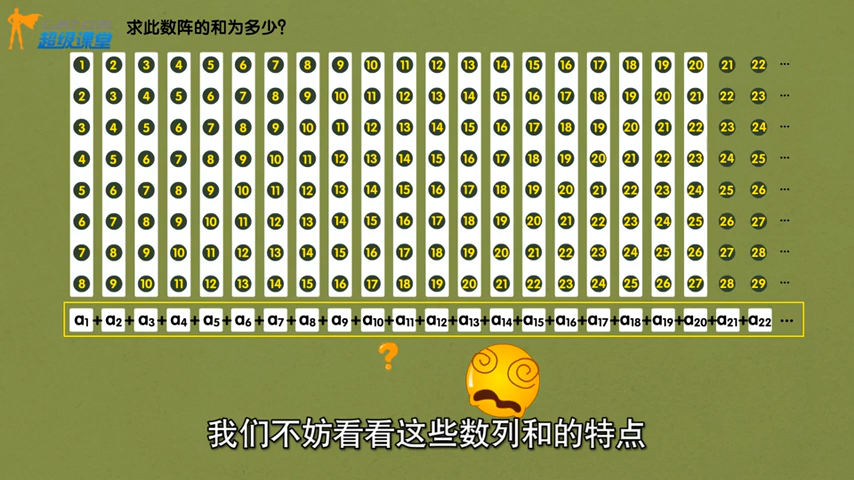 超级课堂
求此数阵的和为多少?
1 2 3 4 5 6 7 8 9 10 11 12 13 14 15 16 17 18 19 20 21 22 ...
2 3 4 5 6 7 8 9 10 11 12 13 14 15 16 17 18 19 20 21 22 23 ...
3 4 5 6 7 8 9 10 11 12 13 14 15 16 17 18 19 20 21 22 23 24 ...
4 5 6 7 8 9 10 11 12 13 14 15 16 17 18 19 20 21 22 23 24 25 ...
5 6 7 8 9 10 11 12 13 14 15 16 17 18 19 20 21 22 23 24 25 26 ...
6 7 8 9 10 11 12 13 14 15 16 17 18 19 20 21 22 23 24 25 26 27 ...
7 8 9 10 11 12 13 14 15 16 17 18 19 20 21 22 23 24 25 26 27 28 ...
8 9 10 11 12 13 14 15 16 17 18 19 20 21 22 23 24 25 26 27 28 29 ...
a₁+a₂+a₃+a₄+a₅+a₆+a₇+a₈+a₉+a₁₀+a₁₁+a₁₂+a₁₃+a₁₄+a₁₅+a₁₆+a₁₇+a₁₈+a₁₉+a₂₀+a₂₁+a₂₂ ...
?
我们不妨看看这些数列和的特点